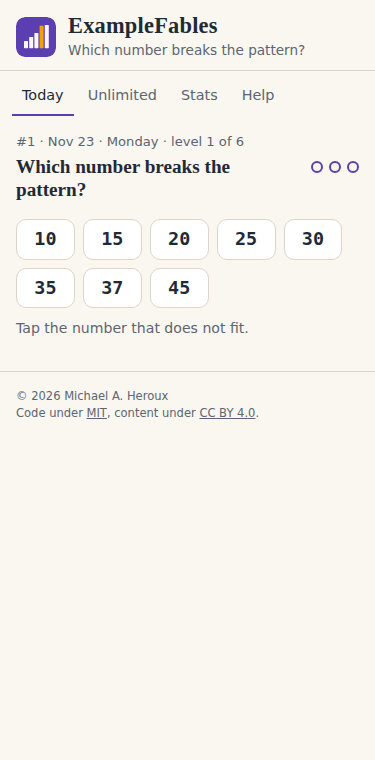 ExampleFables
Which number breaks the pattern?
Today Unlimited Stats Help
#1 · Nov 23 · Monday · level 1 of 6
Which number breaks the
pattern?
10 15 20 25 30
35 37 45
Tap the number that does not fit.
© 2026 Michael A. Heroux
Code under MIT, content under CC BY 4.0.